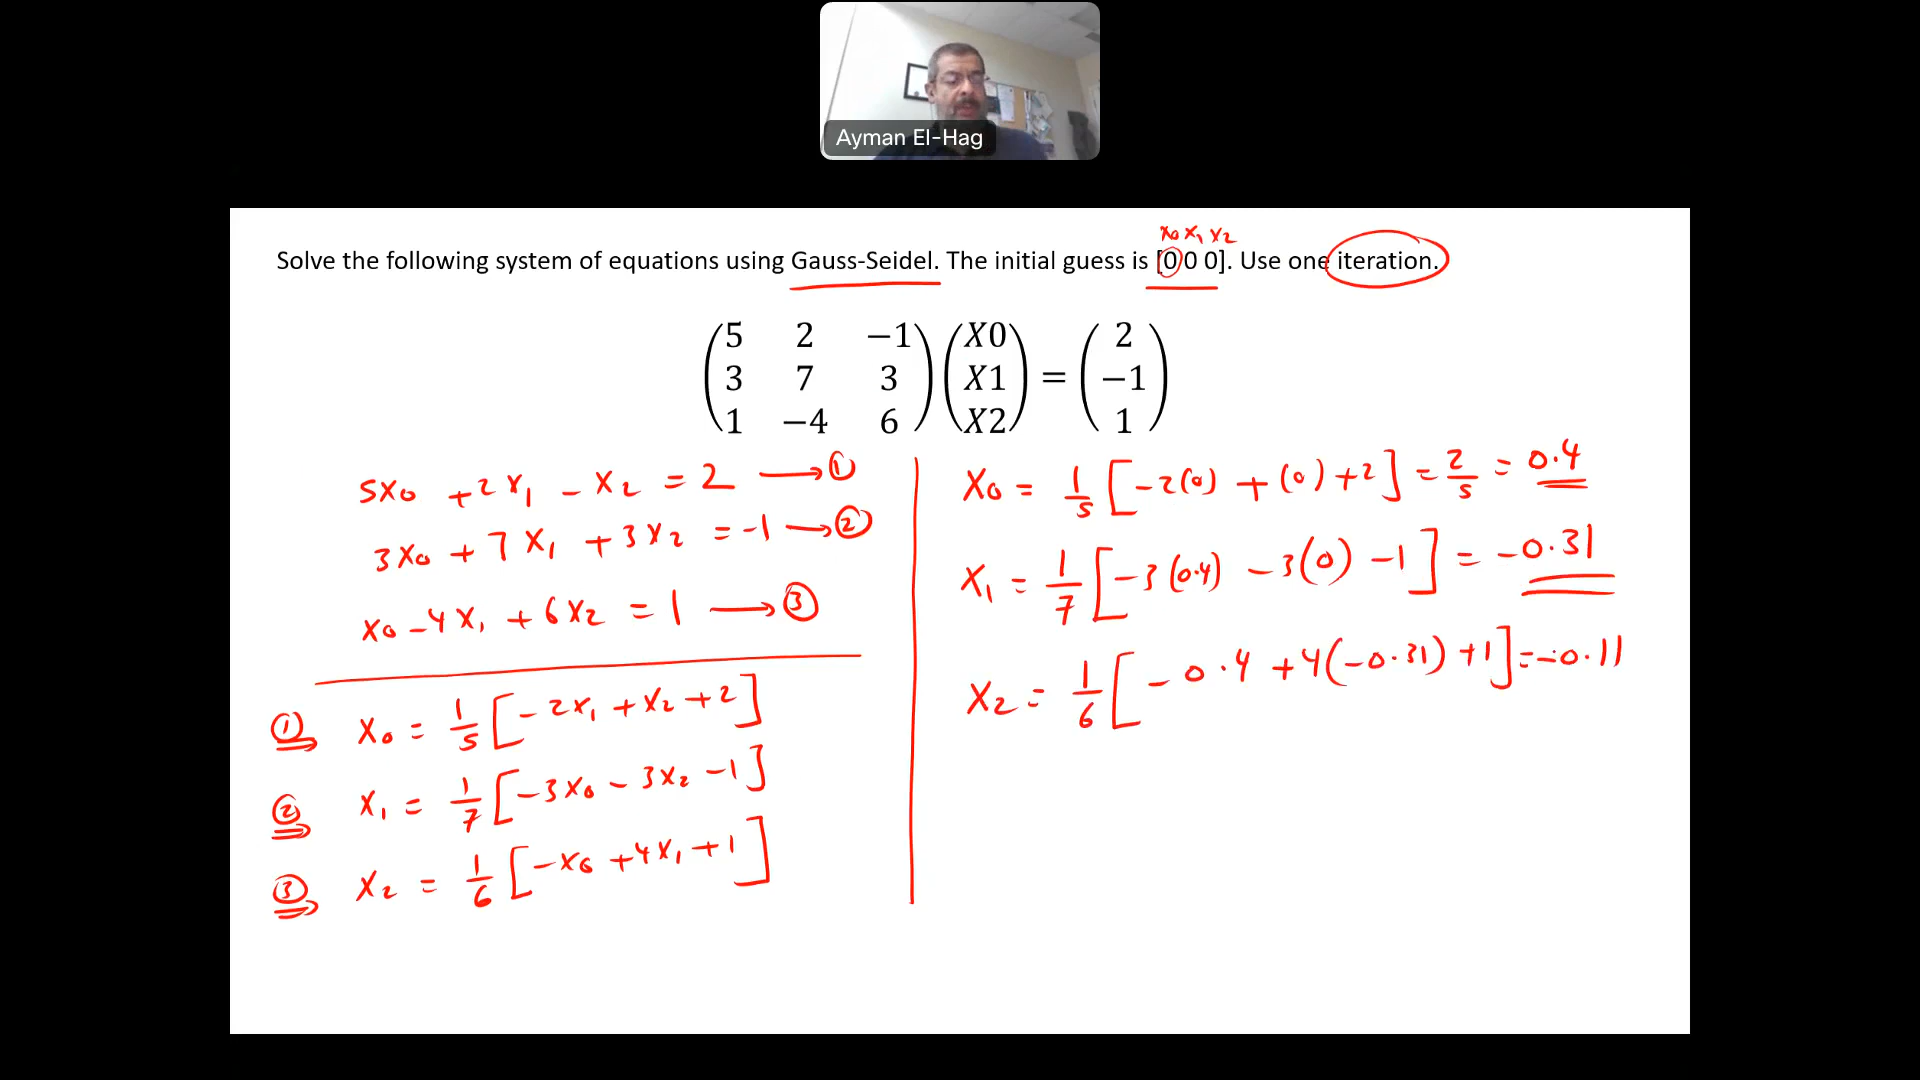 Ayman El-Hag
x0 x1 x2
Solve the following system of equations using Gauss-Seidel. The initial guess is [0 0 0]. Use one iteration.
(5 2 −1) (X0) (2)
(3 7 3) (X1) = (−1)
(1 −4 6) (X2) (1)
5x0 + 2x1 - x2 = 2 → ①
3x0 + 7x1 + 3x2 = -1 → ②
x0 - 4x1 + 6x2 = 1 → ③
① x0 = 1/5 [-2x1 + x2 + 2]
② x1 = 1/7 [-3x0 - 3x2 - 1]
③ x2 = 1/6 [-x0 + 4x1 + 1]
x0 = 1/5 [-2(0) + (0) + 2] = 2/5 = 0.4
x1 = 1/7 [-3(0.4) - 3(0) - 1] = -0.31
x2 = 1/6 [-0.4 + 4(-0.31) + 1] = -0.11